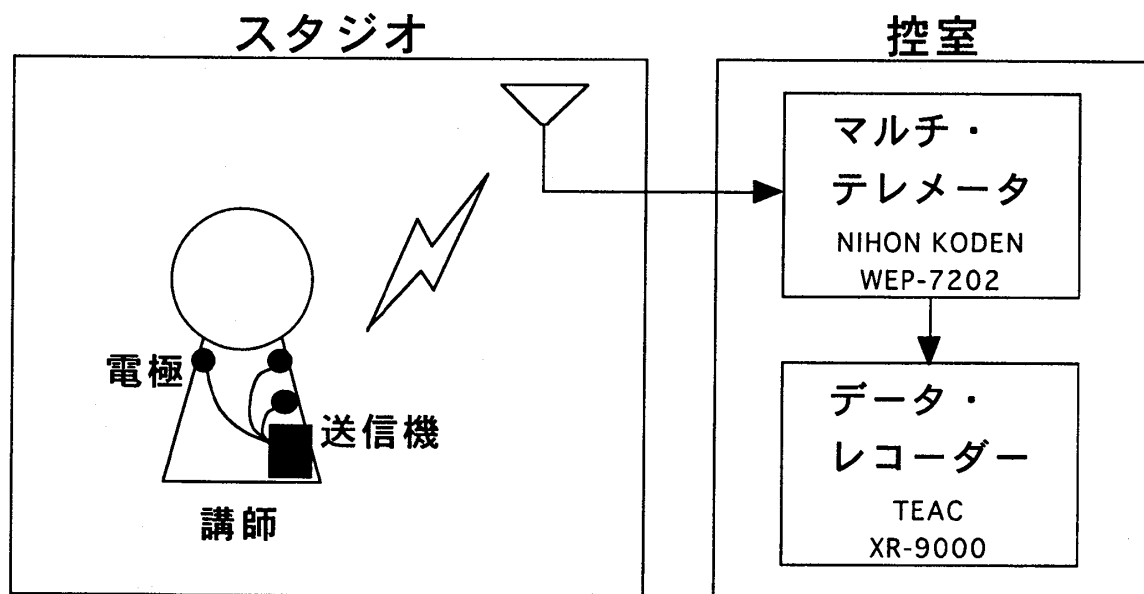 スタジオ
控室
マルチ・
テレメータ
NIHON KODEN
WEP-7202
電極
送信機
講師
データ・
レコーダー
TEAC
XR-9000